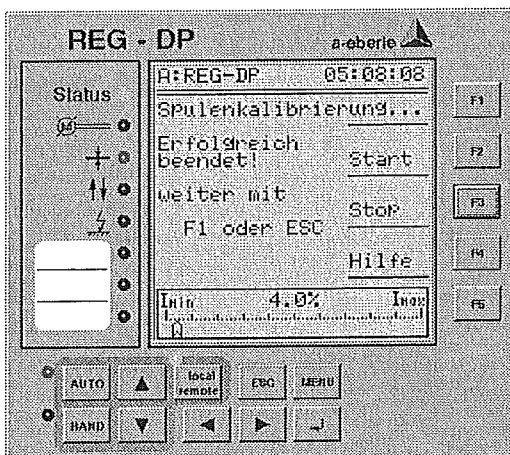 REG - DP
a-eberle
A:REG-DP 05:08:08
Status
Spulenkalibrierung...
F1
Erfolgreich
beendet!
Start
F2
weiter mit
Stop
F3
F1 oder ESC
Hilfe
F4
Imin 4.0% Imax
F5
AUTO
local
remote
ESC
MENU
HAND